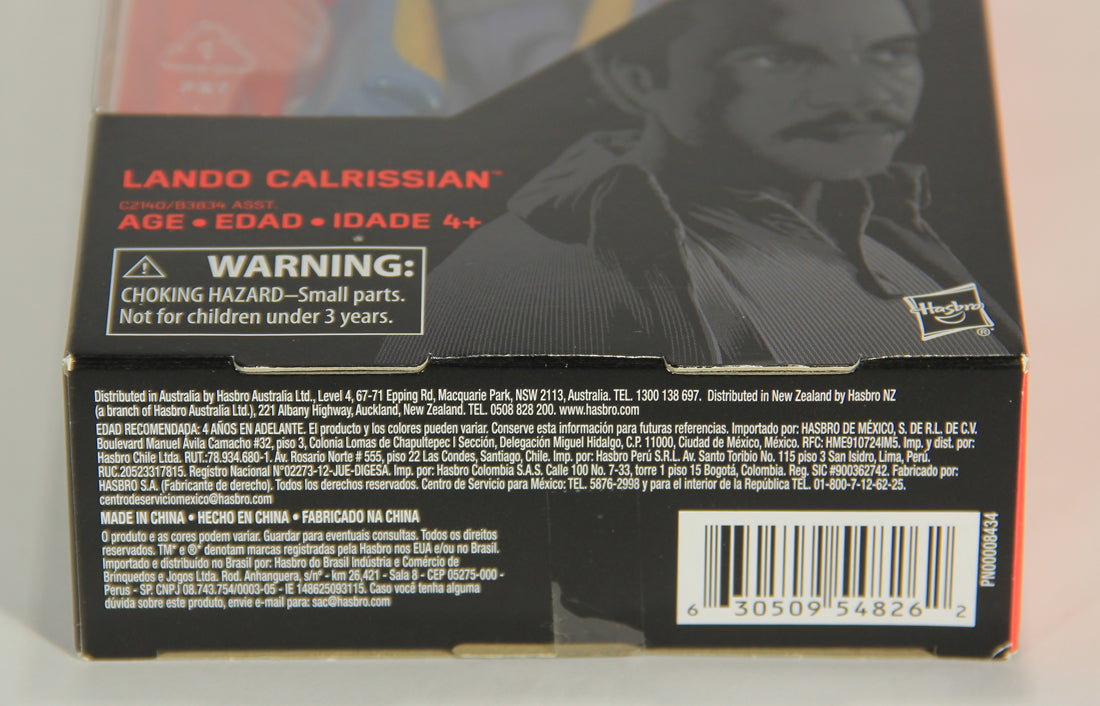 LANDO CALRISSIAN™
C2140/B3834 ASST.
AGE • EDAD • IDADE 4+
WARNING:
CHOKING HAZARD—Small parts.
Not for children under 3 years.
Hasbro
®
Distributed in Australia by Hasbro Australia Ltd., Level 4, 67-71 Epping Rd, Macquarie Park, NSW 2113, Australia. TEL. 1300 138 697. Distributed in New Zealand by Hasbro NZ
(a branch of Hasbro Australia Ltd.), 221 Albany Highway, Auckland, New Zealand. TEL. 0508 828 200. www.hasbro.com
EDAD RECOMENDADA: 4 AÑOS EN ADELANTE. El producto y los colores pueden variar. Conserve esta información para futuras referencias. Importado por: HASBRO DE MÉXICO, S. DE R.L. DE C.V.
Boulevard Manuel Ávila Camacho #32, piso 3, Colonia Lomas de Chapultepec I Sección, Delegación Miguel Hidalgo, C.P. 11000, Ciudad de México, México. RFC: HME910724IM5. Imp. y dist. por:
Hasbro Chile Ltda. RUT.:78.934.680-1. Av. Rosario Norte # 555, piso 22 Las Condes, Santiago, Chile. Imp. por: Hasbro Perú S.R.L. Av. Santo Toribio No. 115 piso 3 San Isidro, Lima, Perú.
RUC.20523317815. Registro Nacional N°02273-12-JUE-DIGESA. Imp. por: Hasbro Colombia S.A.S. Calle 100 No. 7-33, torre 1 piso 15 Bogotá, Colombia. Reg. SIC #900362742. Fabricado por:
HASBRO S.A. (Fabricante de derecho). Todos los derechos reservados. Centro de Servicio para México: TEL. 5876-2998 y para el interior de la República TEL. 01-800-7-12-62-25.
centrodeserviciomexico@hasbro.com
MADE IN CHINA • HECHO EN CHINA • FABRICADO NA CHINA
O produto e as cores podem variar. Guardar para eventuais consultas. Todos os direitos
reservados. TM* e ®* denotam marcas registradas pela Hasbro nos EUA e/ou no Brasil.
Importado e distribuído no Brasil por: Hasbro do Brasil Indústria e Comércio de
Brinquedos e Jogos Ltda. Rod. Anhanguera, s/nº - km 26,421 - Sala 8 - CEP 05275-000 -
Perus - SP. CNPJ 08.743.754/0003-05 - IE 148625093115. Caso você tenha alguma
dúvida sobre este produto, envie e-mail para: sac@hasbro.com
6 30509 54826 2
PN00008434